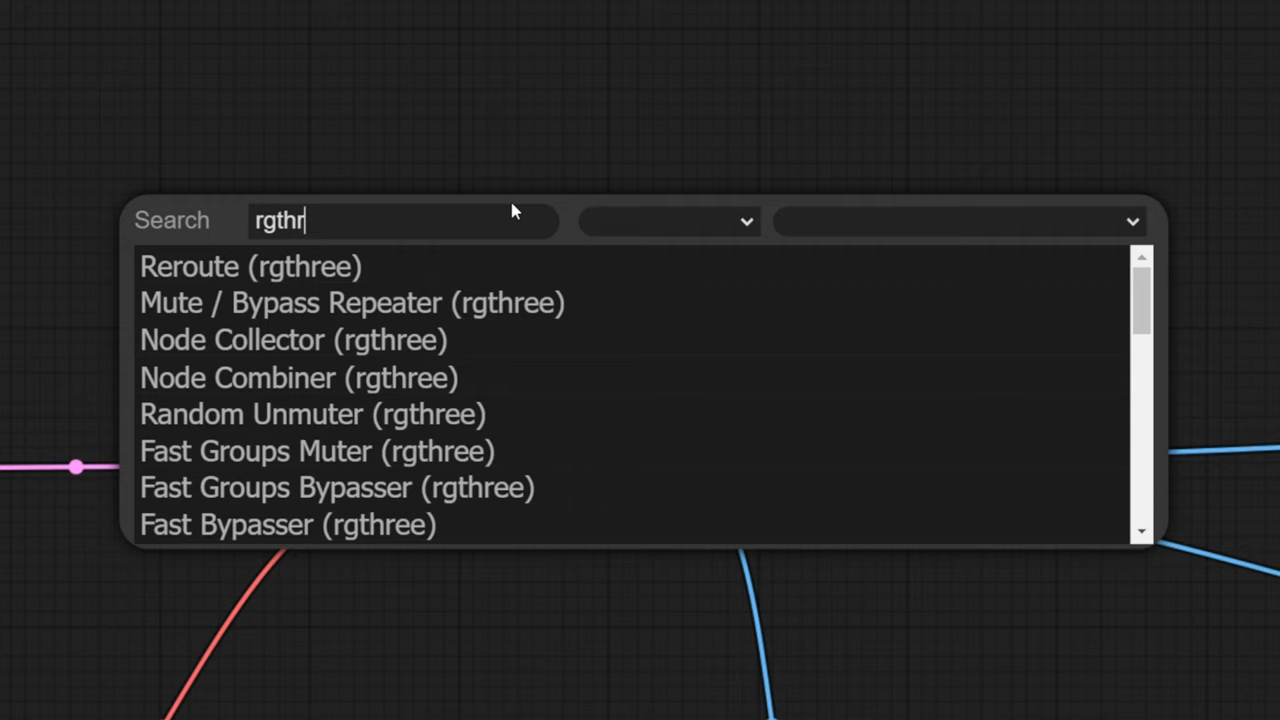 Search rgthr
Reroute (rgthree)
Mute / Bypass Repeater (rgthree)
Node Collector (rgthree)
Node Combiner (rgthree)
Random Unmuter (rgthree)
Fast Groups Muter (rgthree)
Fast Groups Bypasser (rgthree)
Fast Bypasser (rgthree)